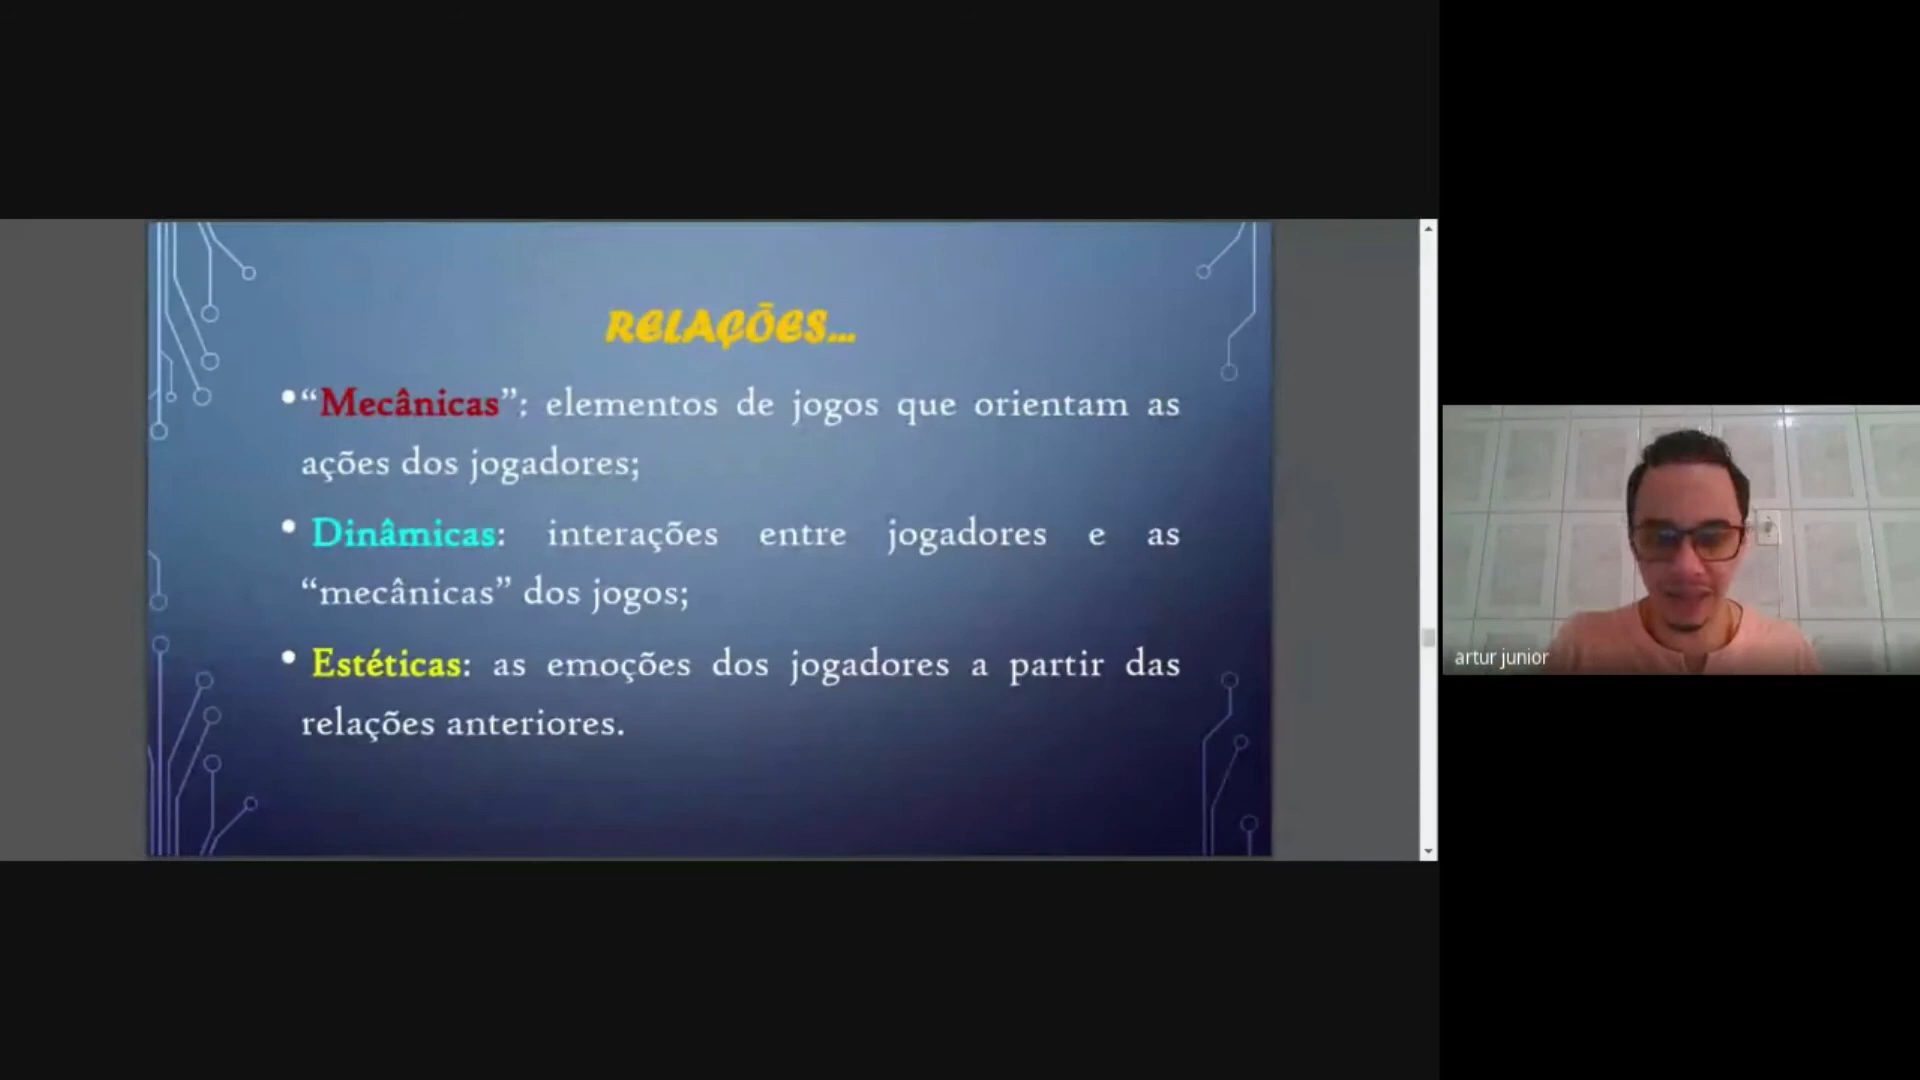 RELAÇÕES...
•“Mecânicas”: elementos de jogos que orientam as
ações dos jogadores;
• Dinâmicas: interações entre jogadores e as
“mecânicas” dos jogos;
• Estéticas: as emoções dos jogadores a partir das
relações anteriores.
artur junior